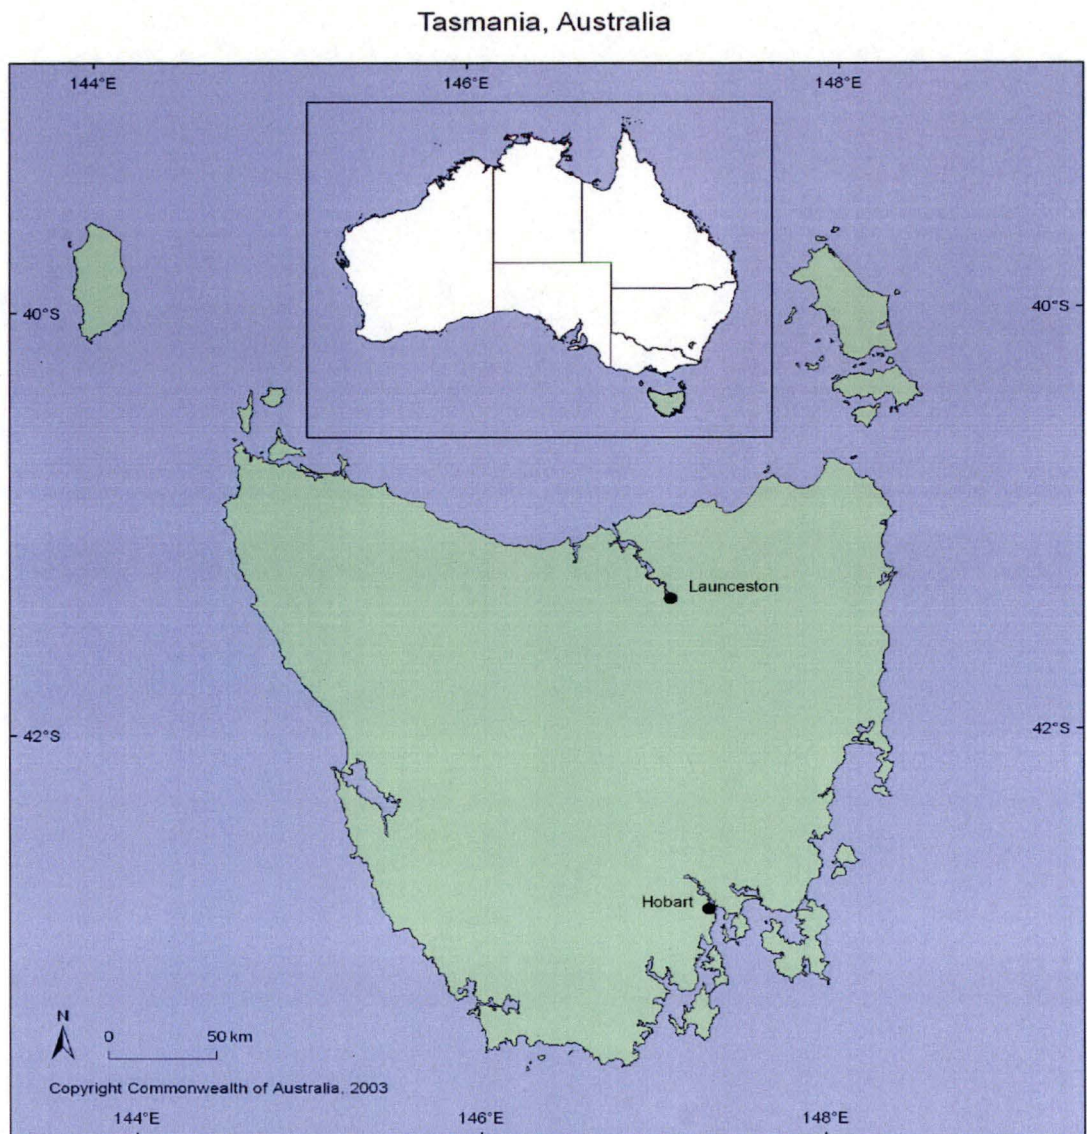 Tasmania, Australia
144°E 146°E 148°E
40°S 40°S
Launceston
42°S 42°S
Hobart
N
0 50 km
Copyright Commonwealth of Australia, 2003
144°E 146°E 148°E